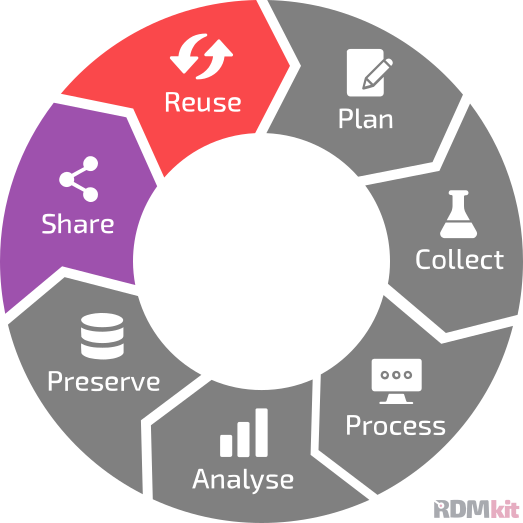 Reuse
Plan
Share
Collect
Preserve
Process
Analyse
RDMkit